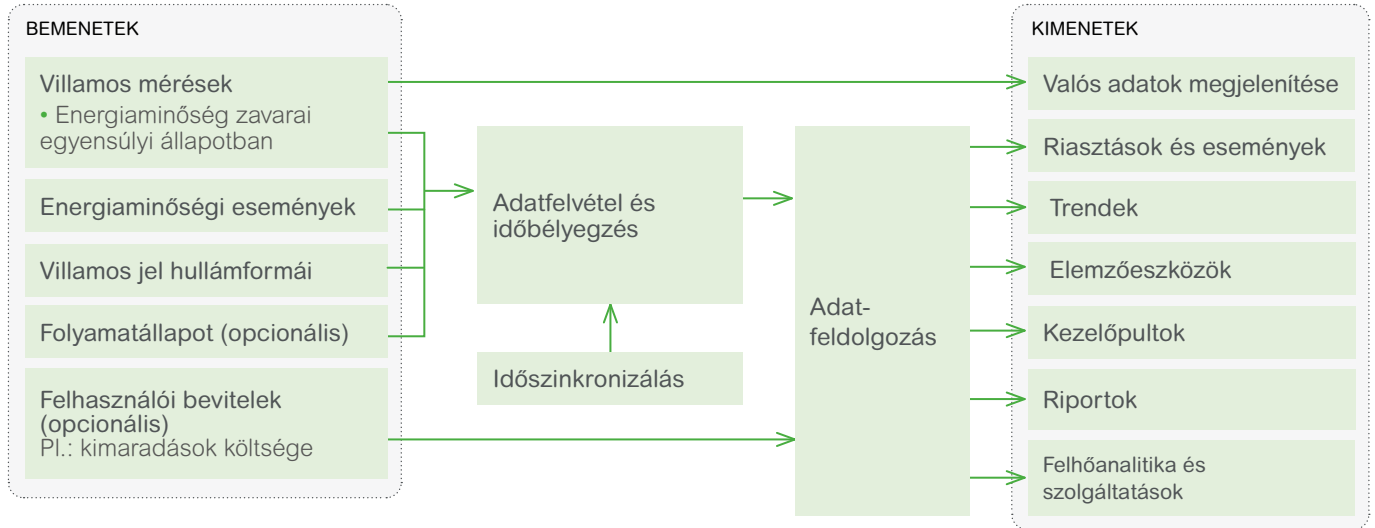 BEMENETEK
Villamos mérések
• Energiaminőség zavarai
egyensúlyi állapotban
Energiaminőségi események
Villamos jel hullámformái
Folyamatállapot (opcionális)
Felhasználói bevitelek
(opcionális)
Pl.: kimaradások költsége
Adatfelvétel és
időbélyegzés
Időszinkronizálás
Adat-
feldolgozás
KIMENETEK
Valós adatok megjelenítése
Riasztások és események
Trendek
Elemzőeszközök
Kezelőpultok
Riportok
Felhőanalitika és
szolgáltatások